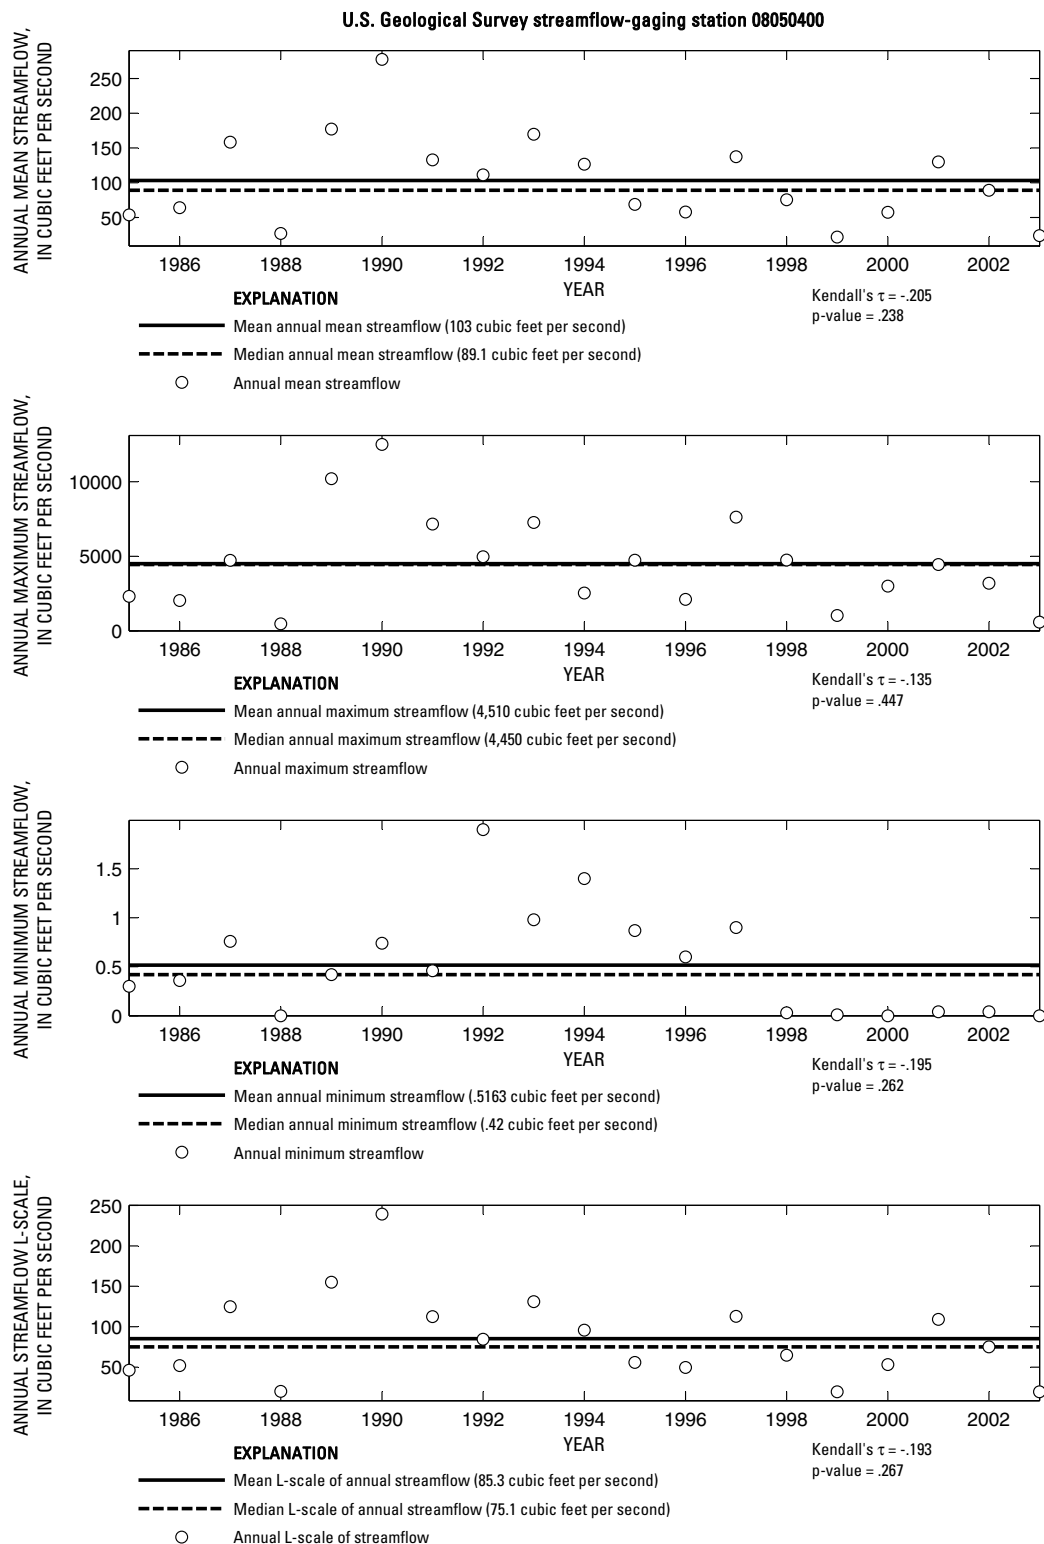 U.S. Geological Survey streamflow-gaging station 08050400
ANNUAL MEAN STREAMFLOW,
IN CUBIC FEET PER SECOND
250
200
150
100
50
1986 1988 1990 1992 1994 1996 1998 2000 2002
YEAR
Kendall's τ = -.205
p-value = .238
EXPLANATION
Mean annual mean streamflow (103 cubic feet per second)
Median annual mean streamflow (89.1 cubic feet per second)
Annual mean streamflow
ANNUAL MAXIMUM STREAMFLOW,
IN CUBIC FEET PER SECOND
10000
5000
0
1986 1988 1990 1992 1994 1996 1998 2000 2002
YEAR
Kendall's τ = -.135
p-value = .447
EXPLANATION
Mean annual maximum streamflow (4,510 cubic feet per second)
Median annual maximum streamflow (4,450 cubic feet per second)
Annual maximum streamflow
ANNUAL MINIMUM STREAMFLOW,
IN CUBIC FEET PER SECOND
1.5
1
0.5
0
1986 1988 1990 1992 1994 1996 1998 2000 2002
YEAR
Kendall's τ = -.195
p-value = .262
EXPLANATION
Mean annual minimum streamflow (.5163 cubic feet per second)
Median annual minimum streamflow (.42 cubic feet per second)
Annual minimum streamflow
ANNUAL STREAMFLOW L-SCALE,
IN CUBIC FEET PER SECOND
250
200
150
100
50
1986 1988 1990 1992 1994 1996 1998 2000 2002
YEAR
Kendall's τ = -.193
p-value = .267
EXPLANATION
Mean L-scale of annual streamflow (85.3 cubic feet per second)
Median L-scale of annual streamflow (75.1 cubic feet per second)
Annual L-scale of streamflow